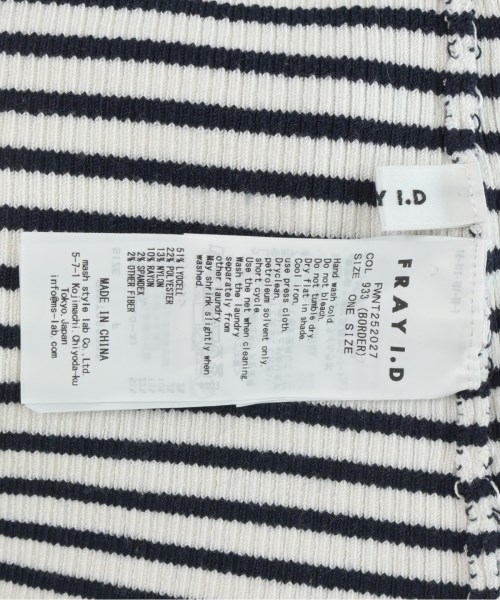 Y I.D
FRAY I.D
FWNT252027
COL 933 (BORDER)
SIZE ONE SIZE
Hand wash cold.
Do not bleach.
Do not tumble dry.
Dry flat in shade.
Cool iron.
use press cloth.
Dryclean,
petroleum solvent only.
short cycle.
Use the net when cleaning
Wash the laundry
separately from
other laundry.
May shrink slightly when
washed.
51% LYOCELL
22% POLYESTER
13% NYLON
10% RAYON
2% SPANDEX
2% OTHER FIBER
MADE IN CHINA
mash style lab Co. Ltd
5-7-1 Kojimachi, Chiyoda-ku
Tokyo, Japan
info@ms-lab.com